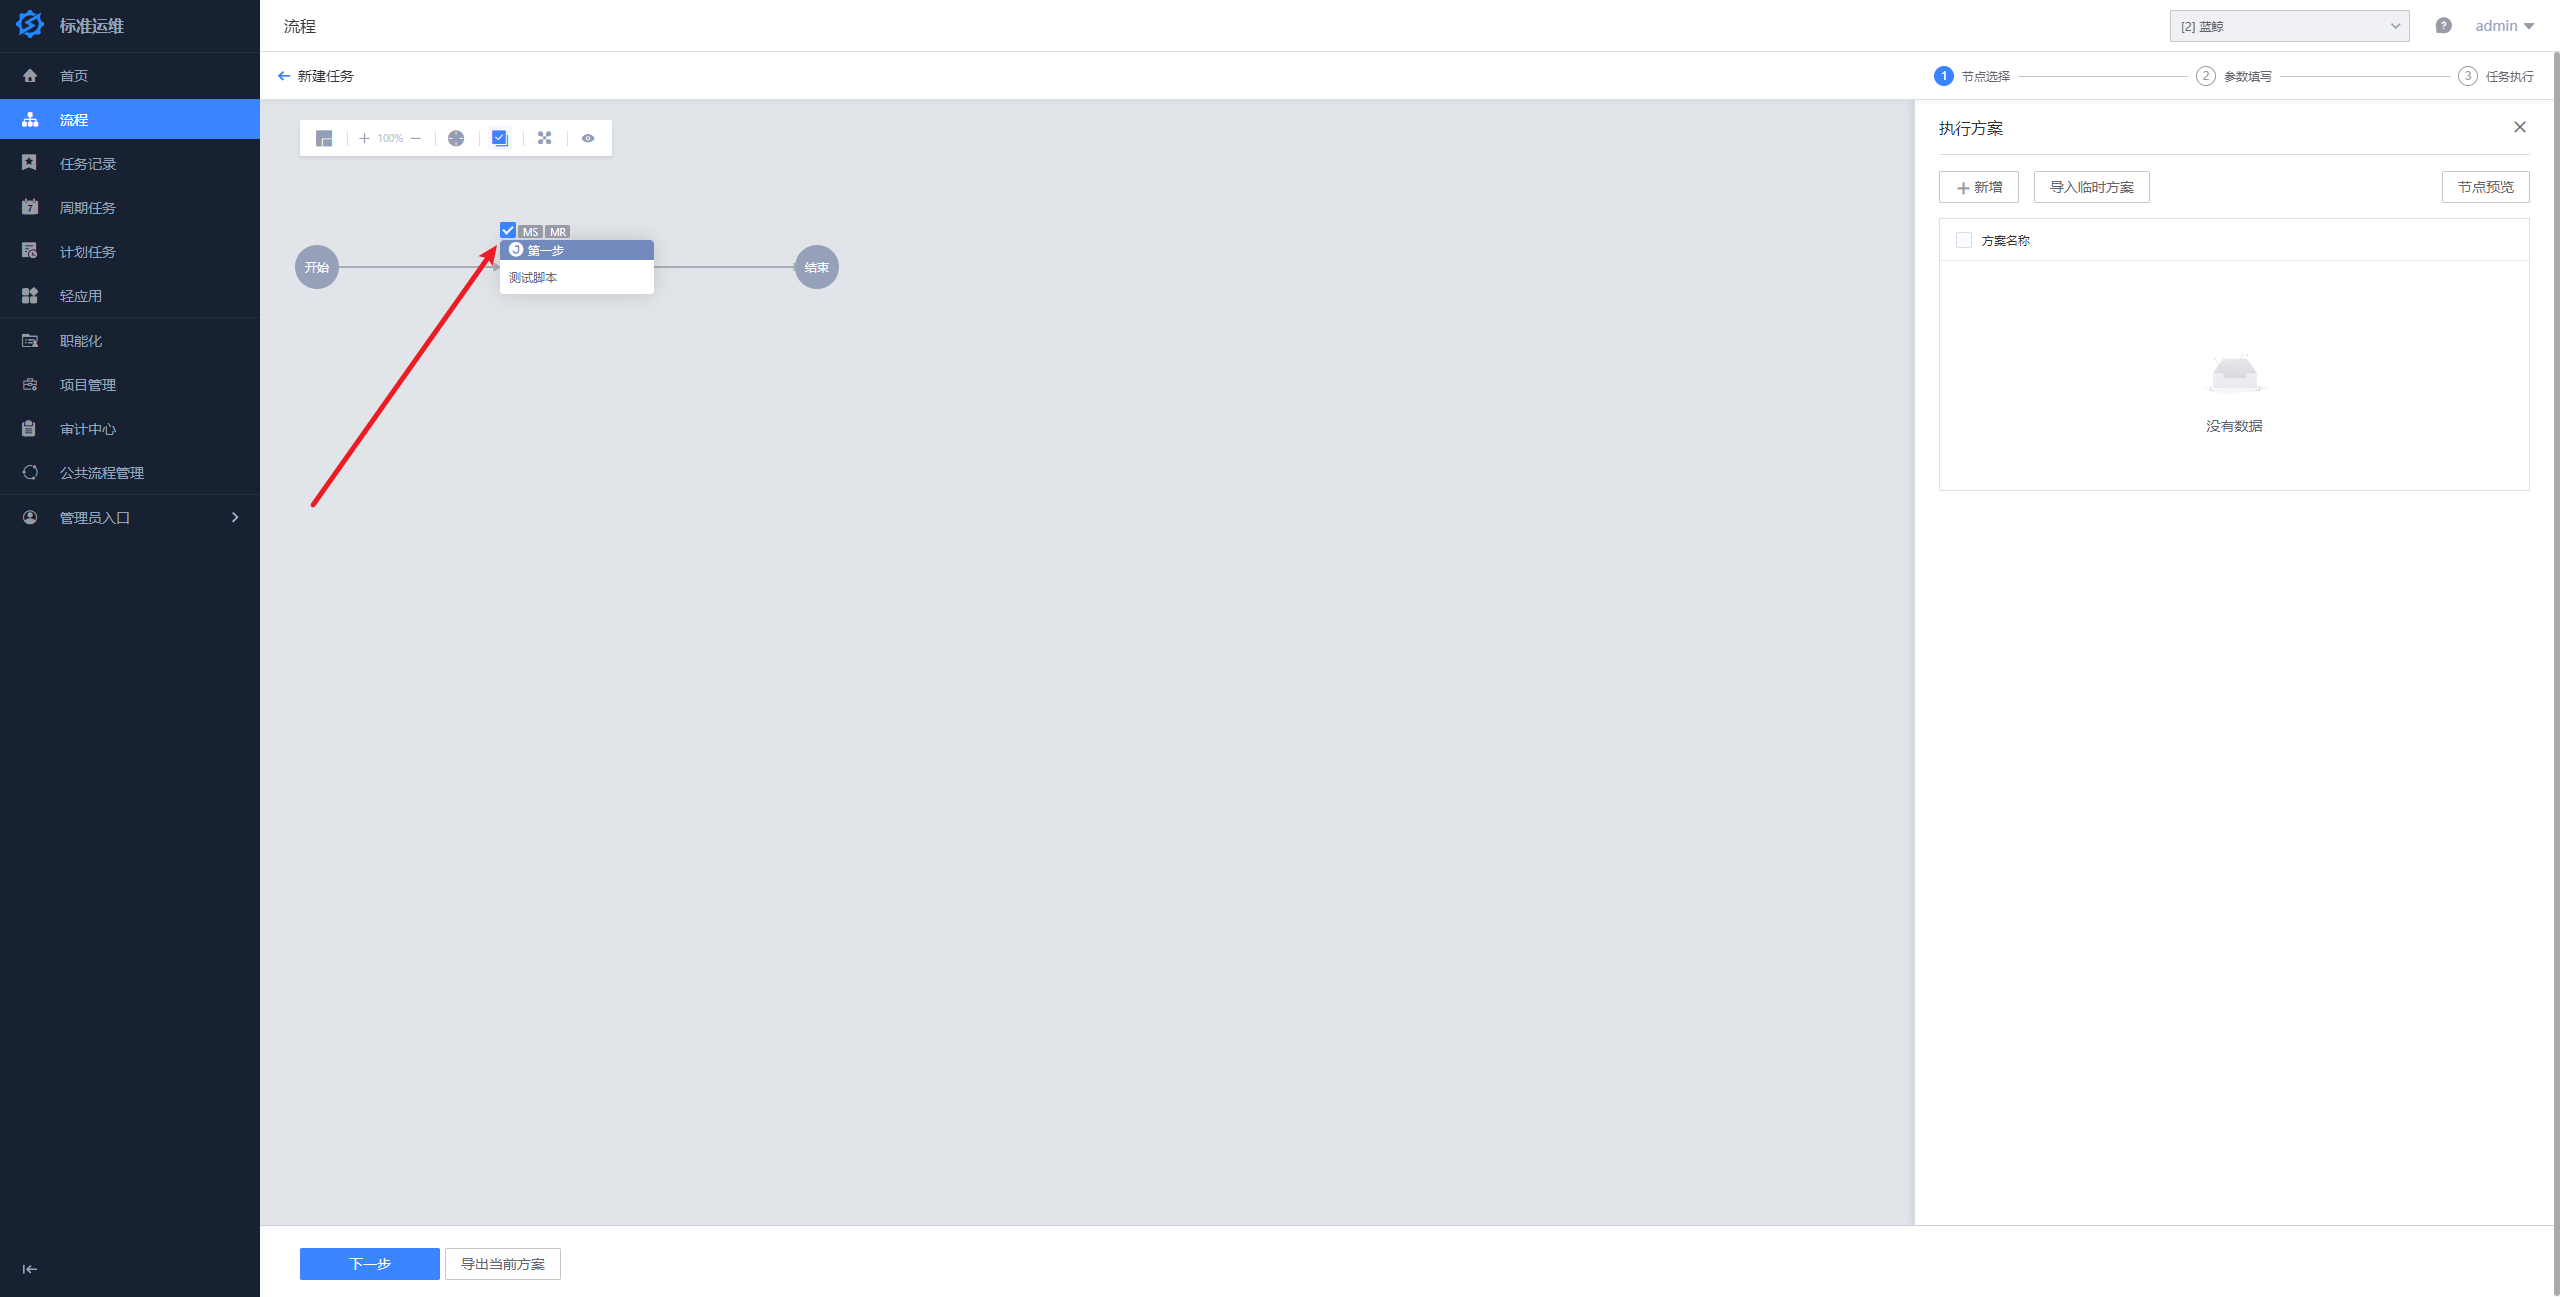 标准运维
首页
流程
任务记录
周期任务
计划任务
轻应用
职能化
项目管理
审计中心
公共流程管理
管理员入口
流程
[2] 蓝鲸
admin
新建任务
1 节点选择
2 参数填写
3 任务执行
100%
MS MR
第一步
测试脚本
开始
结束
执行方案
新增
导入临时方案
节点预览
方案名称
没有数据
下一步
导出当前方案